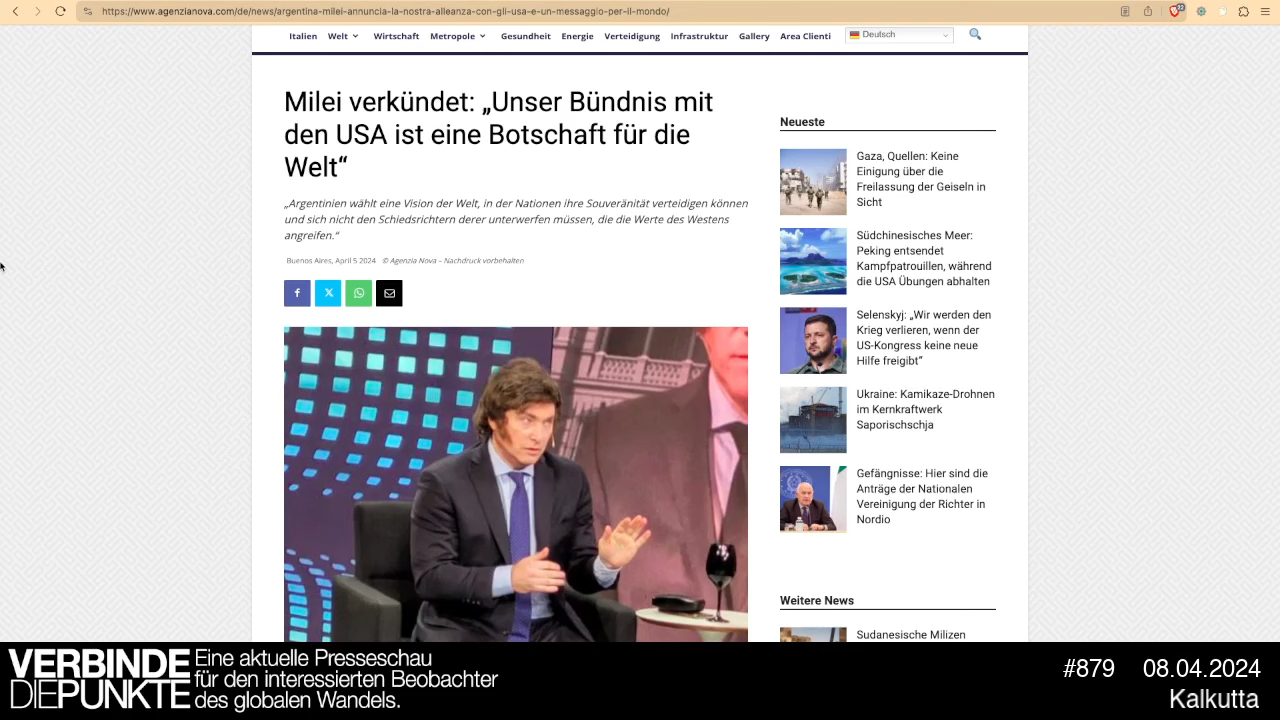 https://www.agenzianova.com/de/news/milei-annuncia-la-nostra-alleanza-con-gli-usa-e-un-messaggio-per-il-mondo/
23
Italien Welt Wirtschaft Metropole Gesundheit Energie Verteidigung Infrastruktur Gallery Area Clienti Deutsch
Milei verkündet: „Unser Bündnis mit
den USA ist eine Botschaft für die
Welt“
„Argentinien wählt eine Vision der Welt, in der Nationen ihre Souveränität verteidigen können
und sich nicht den Schiedsrichtern derer unterwerfen müssen, die die Werte des Westens
angreifen.“
Buenos Aires, April 5 2024 © Agenzia Nova – Nachdruck vorbehalten
Neueste
Gaza, Quellen: Keine
Einigung über die
Freilassung der Geiseln in
Sicht
Südchinesisches Meer:
Peking entsendet
Kampfpatrouillen, während
die USA Übungen abhalten
Selenskyj: „Wir werden den
Krieg verlieren, wenn der
US-Kongress keine neue
Hilfe freigibt“
Ukraine: Kamikaze-Drohnen
im Kernkraftwerk
Saporischschja
Gefängnisse: Hier sind die
Anträge der Nationalen
Vereinigung der Richter in
Nordio
Weitere News
Sudanesische Milizen
VERBINDE
DIEPUNKTE
Eine aktuelle Presseschau
für den interessierten Beobachter
des globalen Wandels.
#879 08.04.2024
Kalkutta